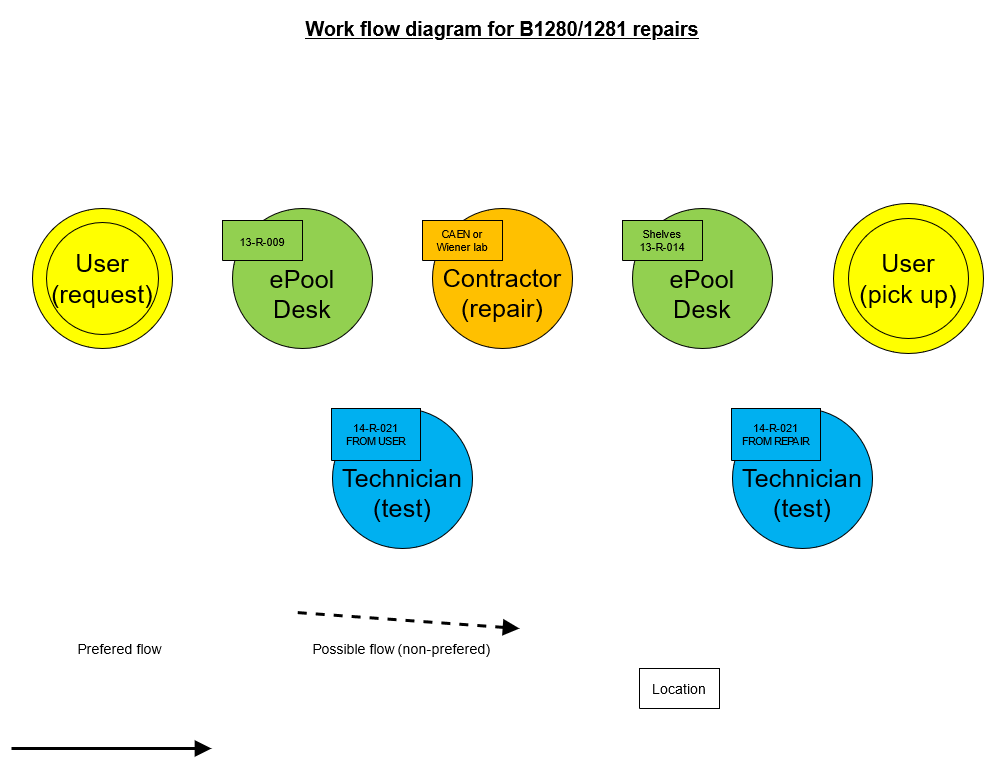 Work flow diagram for B1280/1281 repairs
User
(request)
13-R-009
ePool
Desk
CAEN or
Wiener lab
Contractor
(repair)
Shelves
13-R-014
ePool
Desk
User
(pick up)
14-R-021
FROM USER
Technician
(test)
14-R-021
FROM REPAIR
Technician
(test)
Prefered flow
Possible flow (non-prefered)
Location